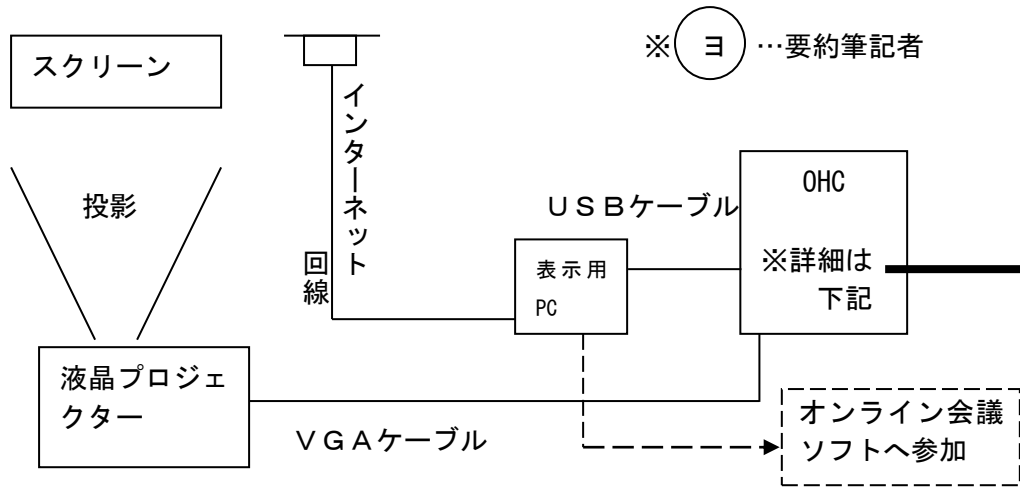 スクリーン
※ ヨ …要約筆記者
インターネット
回線
投影
USBケーブル
OHC
※詳細は
下記
表示用
PC
液晶プロジェ
クター
VGAケーブル
オンライン会議
ソフトへ参加